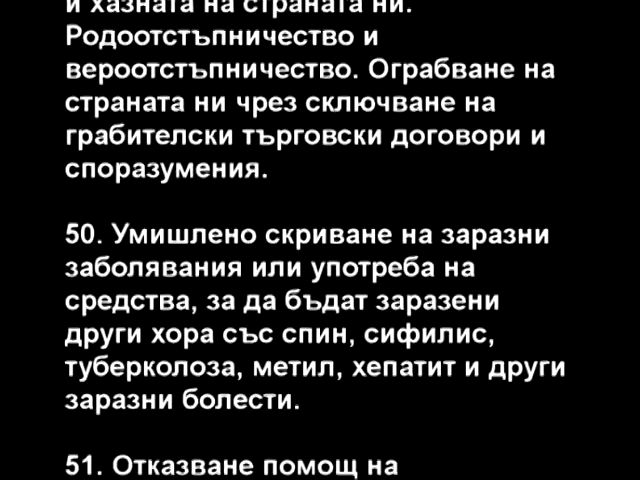 и хазната на страната ни.
Родоотстъпничество и
вероотстъпничество. Ограбване на
страната ни чрез сключване на
грабителски търговски договори и
споразумения.
50. Умишлено скриване на заразни
заболявания или употреба на
средства, за да бъдат заразени
други хора със спин, сифилис,
туберколоза, метил, хепатит и други
заразни болести.
51. Отказване помощ на